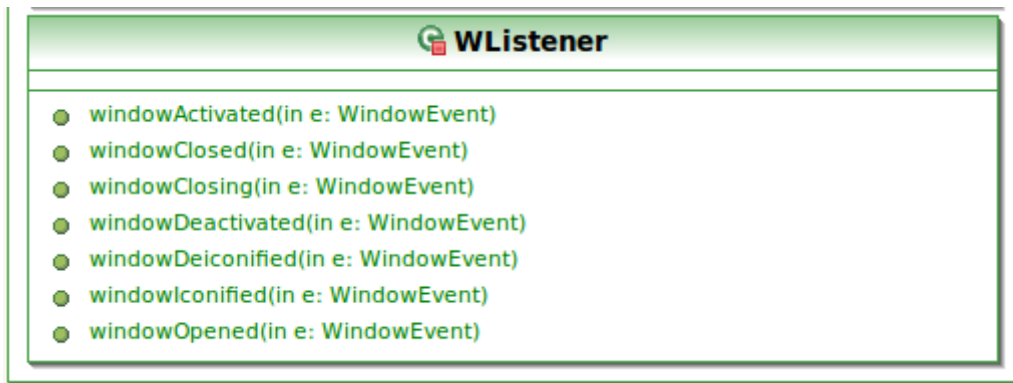 WListener
windowActivated(in e: WindowEvent)
windowClosed(in e: WindowEvent)
windowClosing(in e: WindowEvent)
windowDeactivated(in e: WindowEvent)
windowDeiconified(in e: WindowEvent)
windowIconified(in e: WindowEvent)
windowOpened(in e: WindowEvent)